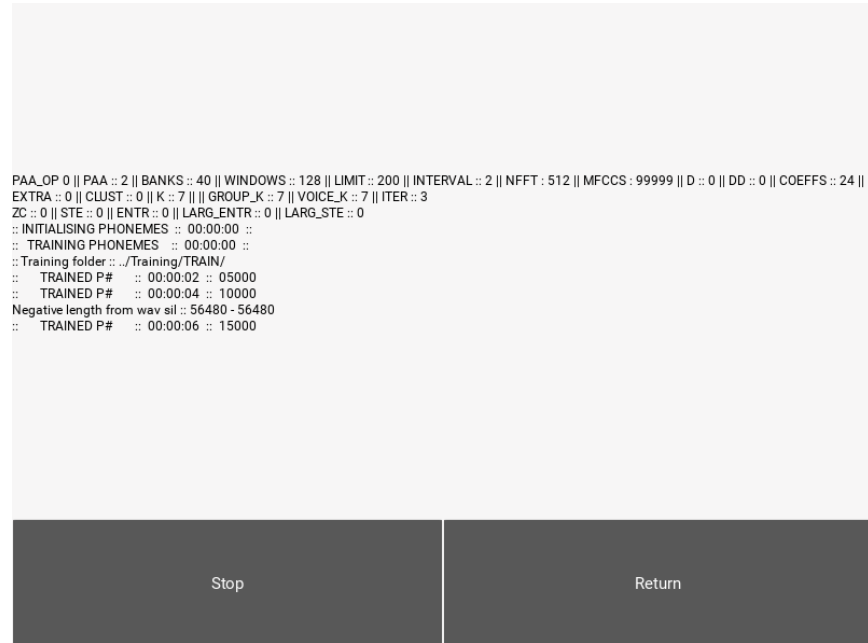 PAA_OP 0 || PAA :: 2 || BANKS :: 40 || WINDOWS :: 128 || LIMIT :: 200 || INTERVAL :: 2 || NFFT : 512 || MFCCS : 99999 || D :: 0 || DD :: 0 || COEFFS :: 24 ||
EXTRA :: 0 || CLUST :: 0 || K :: 7 || || GROUP_K :: 7 || VOICE_K :: 7 || ITER :: 3
ZC :: 0 || STE :: 0 || ENTR :: 0 || LARG_ENTR :: 0 || LARG_STE :: 0
:: INITIALISING PHONEMES :: 00:00:00 ::
:: TRAINING PHONEMES :: 00:00:00 ::
:: Training folder :: ../Training/TRAIN/
:: TRAINED P# :: 00:00:02 :: 05000
:: TRAINED P# :: 00:00:04 :: 10000
Negative length from wav sil :: 56480 - 56480
:: TRAINED P# :: 00:00:06 :: 15000
Stop
Return